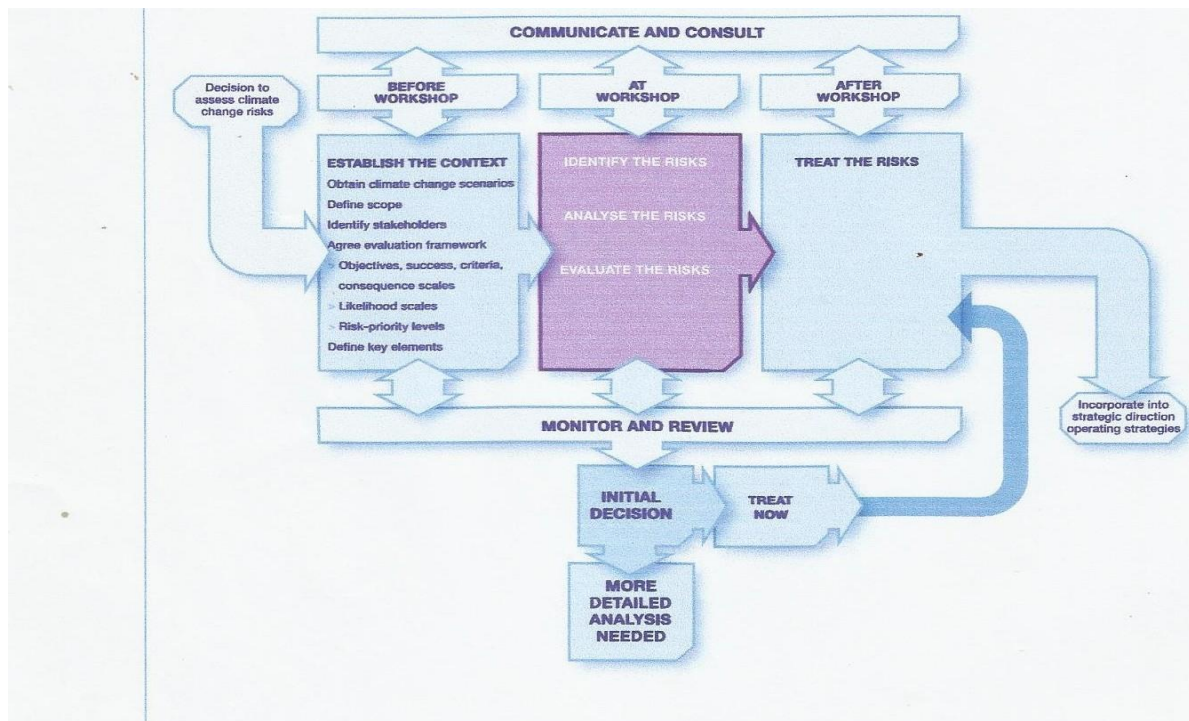 COMMUNICATE AND CONSULT
Decision to
assess climate
change risks
BEFORE
WORKSHOP
AT
WORKSHOP
AFTER
WORKSHOP
ESTABLISH THE CONTEXT
Obtain climate change scenarios
Define scope
Identify stakeholders
Agree evaluation framework
> Objectives, success, criteria,
consequence scales
> Likelihood scales
> Risk-priority levels
Define key elements
IDENTIFY THE RISKS
ANALYSE THE RISKS
EVALUATE THE RISKS
TREAT THE RISKS
Incorporate into
strategic direction
operating strategies
MONITOR AND REVIEW
INITIAL
DECISION
TREAT
NOW
MORE
DETAILED
ANALYSIS
NEEDED